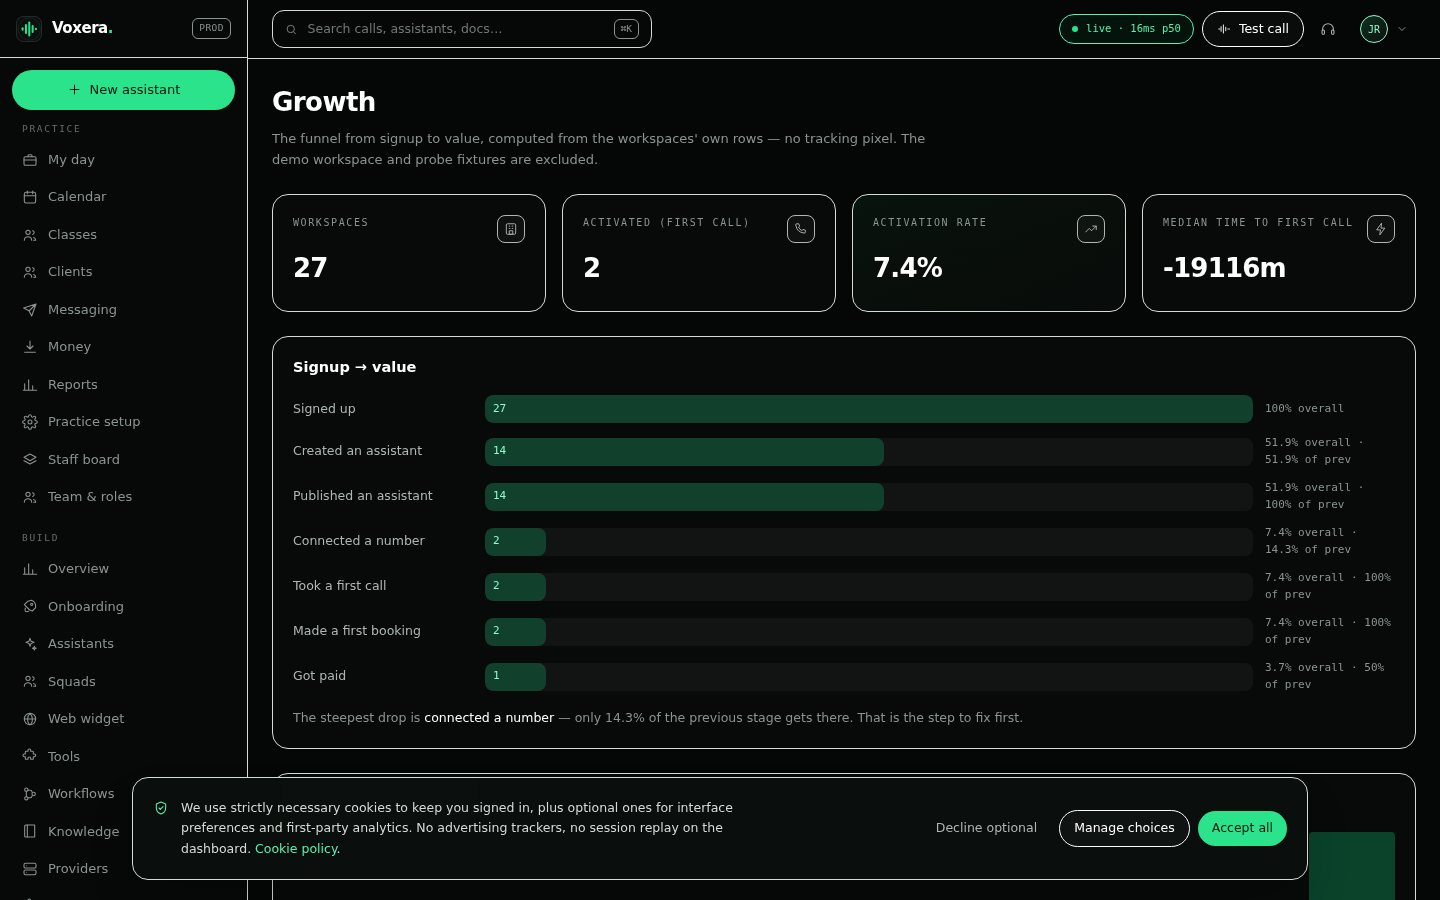 Voxera.
PROD
Search calls, assistants, docs...
⌘K
live · 16ms p50
Test call
JR
New assistant
PRACTICE
My day
Calendar
Classes
Clients
Messaging
Money
Reports
Practice setup
Staff board
Team & roles
BUILD
Overview
Onboarding
Assistants
Squads
Web widget
Tools
Workflows
Knowledge
Providers
Growth
The funnel from signup to value, computed from the workspaces' own rows — no tracking pixel. The
demo workspace and probe fixtures are excluded.
WORKSPACES
27
ACTIVATED (FIRST CALL)
2
ACTIVATION RATE
7.4%
MEDIAN TIME TO FIRST CALL
-19116m
Signup → value
Signed up
27
100% overall
Created an assistant
14
51.9% overall ·
51.9% of prev
Published an assistant
14
51.9% overall ·
100% of prev
Connected a number
2
7.4% overall ·
14.3% of prev
Took a first call
2
7.4% overall · 100%
of prev
Made a first booking
2
7.4% overall · 100%
of prev
Got paid
1
3.7% overall · 50%
of prev
The steepest drop is connected a number — only 14.3% of the previous stage gets there. That is the step to fix first.
We use strictly necessary cookies to keep you signed in, plus optional ones for interface
preferences and first-party analytics. No advertising trackers, no session replay on the
dashboard. Cookie policy.
Decline optional
Manage choices
Accept all